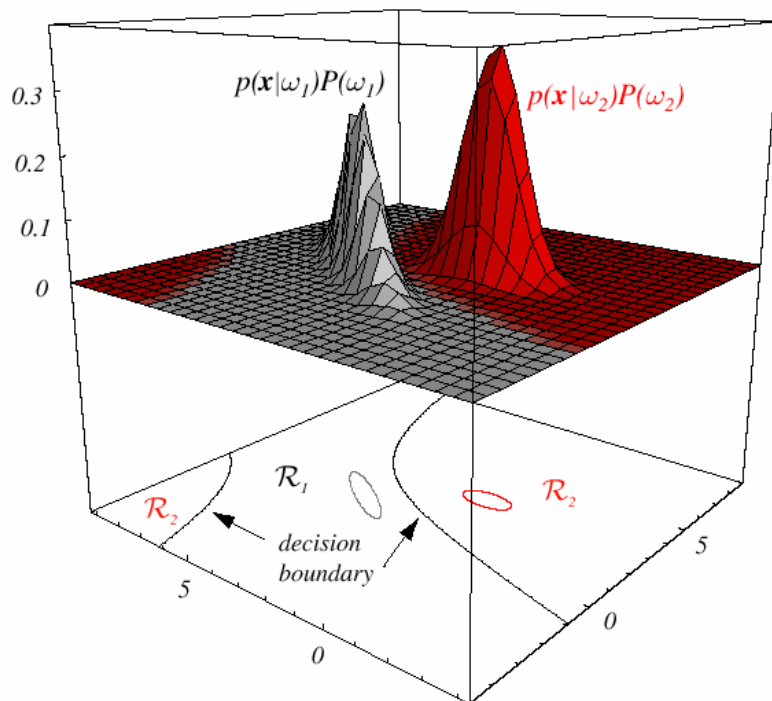 p(x|ω₁)P(ω₁)
p(x|ω₂)P(ω₂)
0.3
0.2
0.1
0
R₁
R₂
R₂
decision
boundary
5
0
5
0